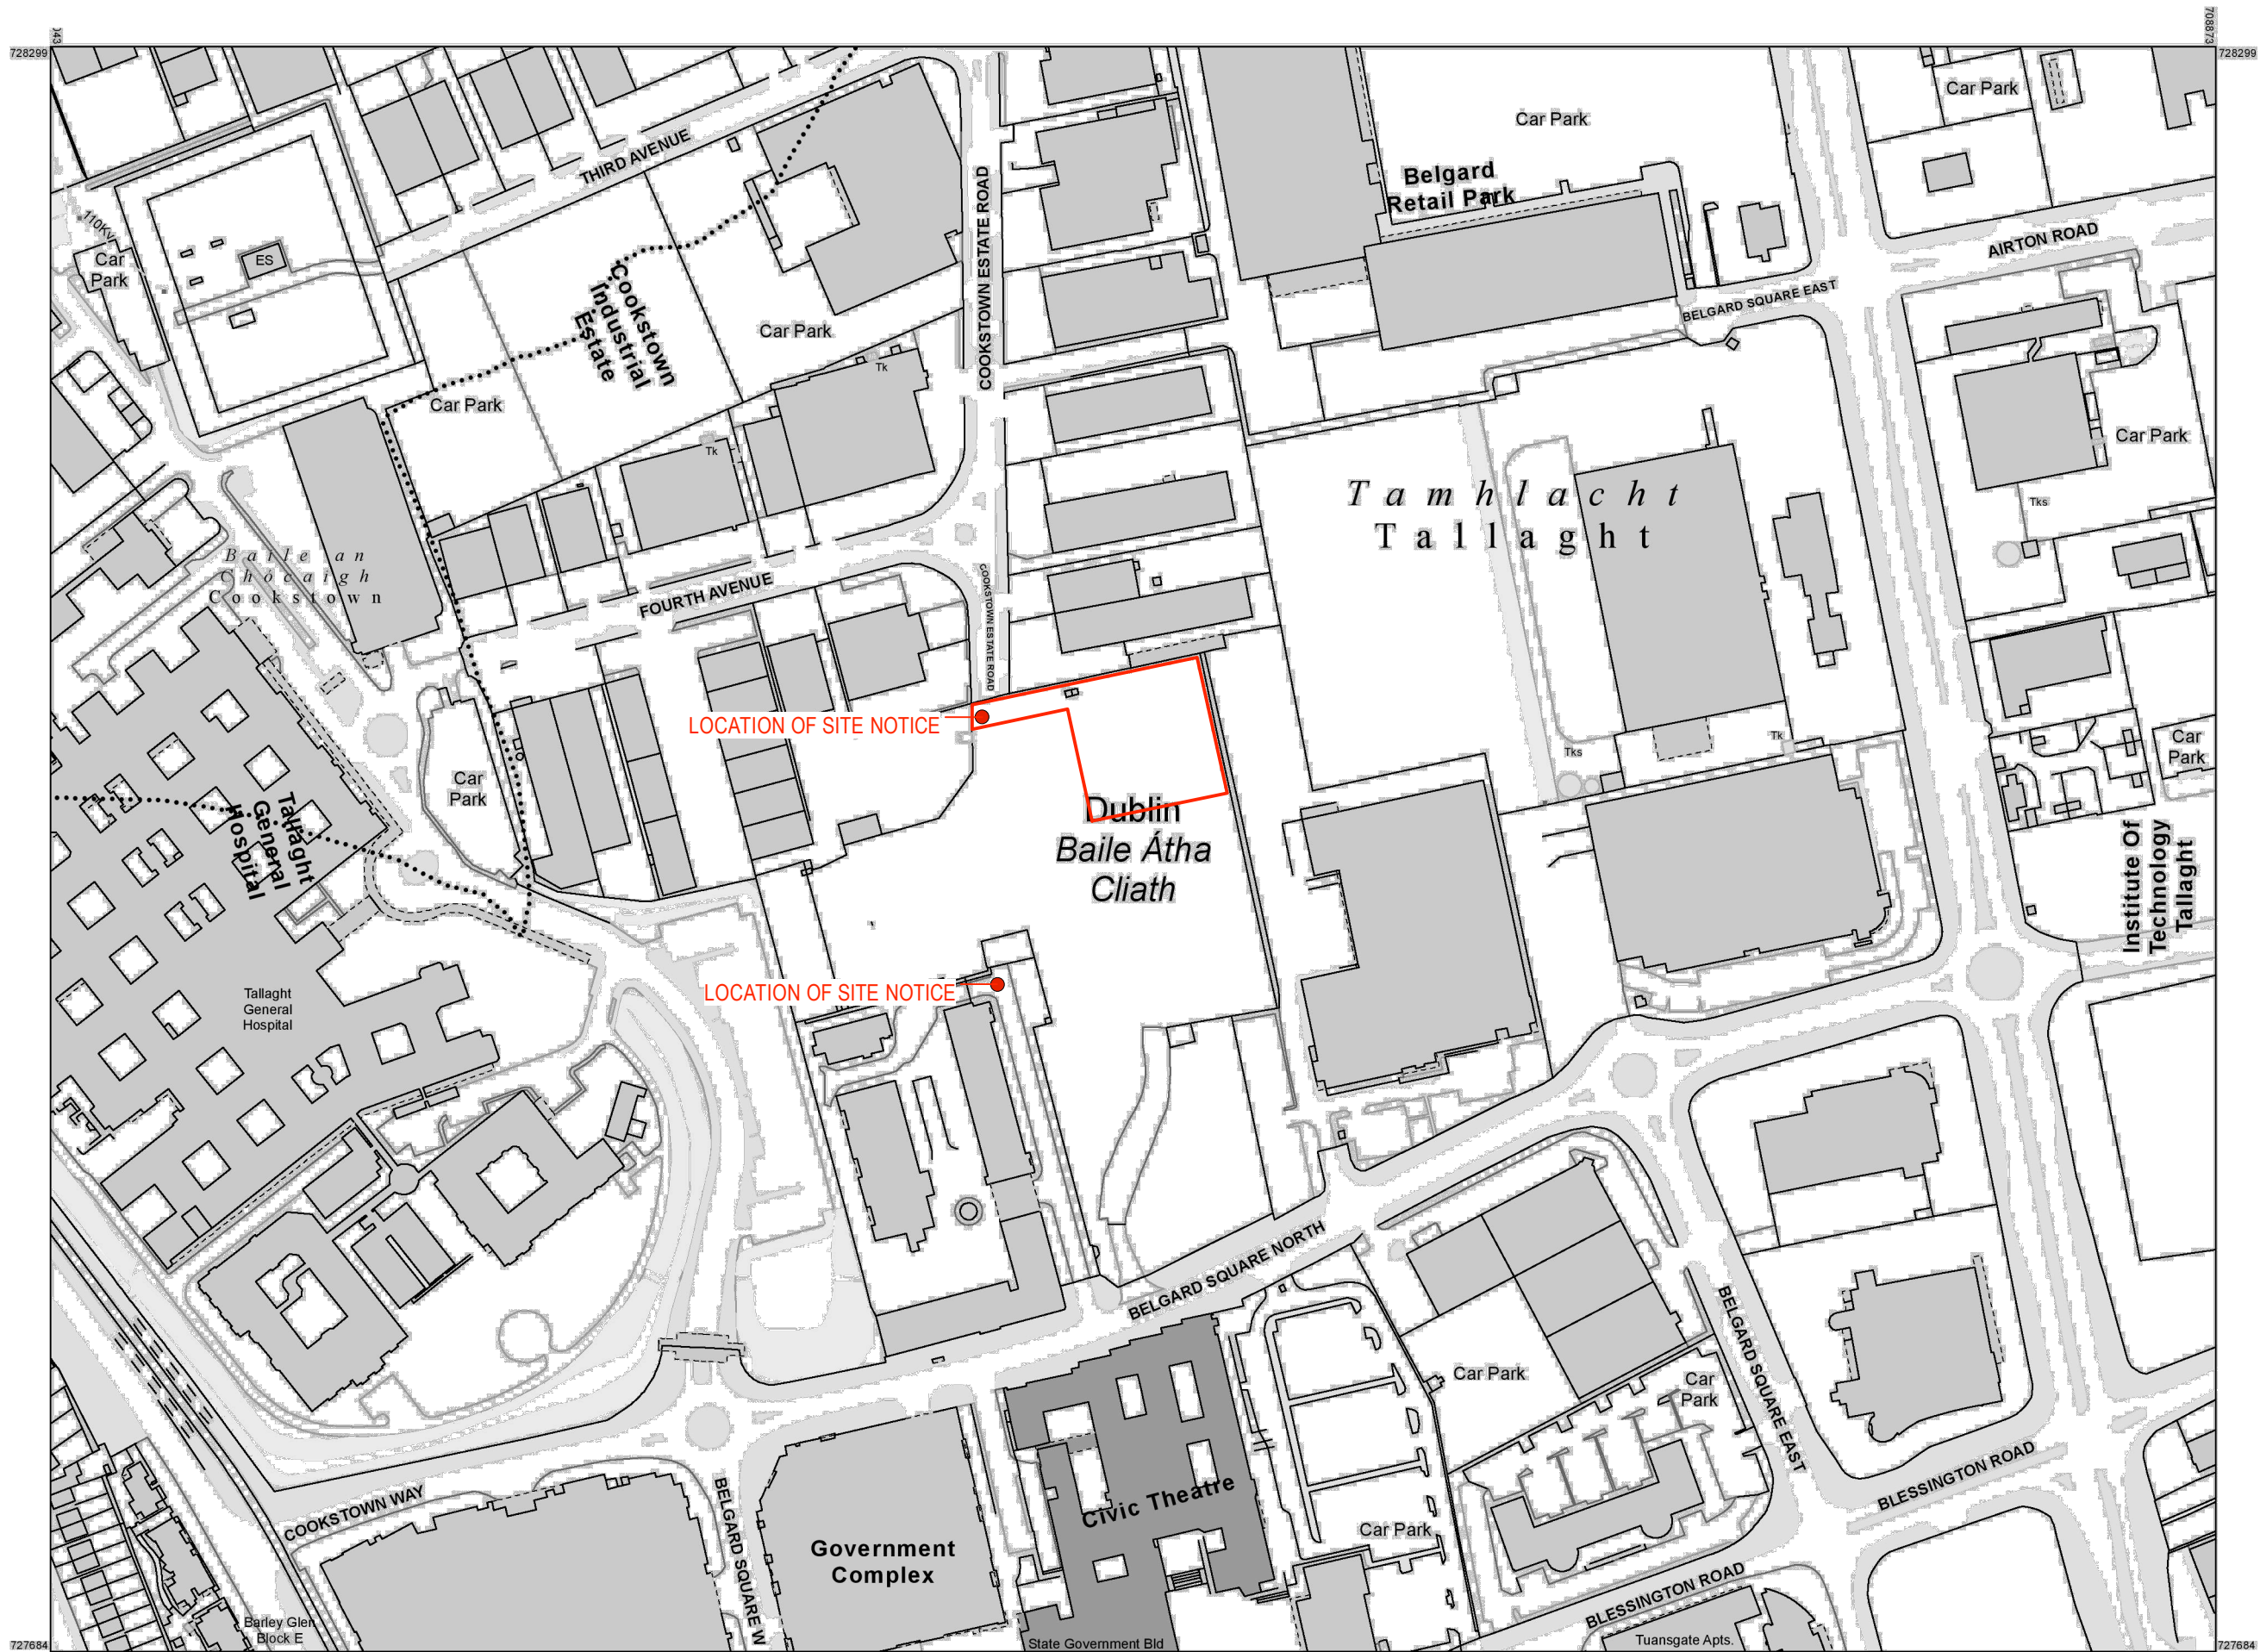 343
708873
728299
728299
Car Park
Car Park
THIRD AVENUE
COOKSTOWN ESTATE ROAD
Belgard
Retail Park
110Kv
Car
Park
ES
AIRTON ROAD
BELGARD SQUARE EAST
Cookstown
Industrial
Estate
Car Park
Tk
Car Park
Tk
Car Park
Tamhlacht
Tallaght
Tks
Baile an
Chócaigh
Cookstown
FOURTH AVENUE
COOKSTOWN ESTATE ROAD
LOCATION OF SITE NOTICE
Tks
Tk
Car
Park
Car
Park
Tallaght
General
Hospital
Dublin
Baile Átha
Cliath
Institute Of
Technology
Tallaght
LOCATION OF SITE NOTICE
Tallaght
General
Hospital
BELGARD SQUARE NORTH
BELGARD SQUARE EAST
Car Park
Car
Park
COOKSTOWN WAY
BELGARD SQUARE W
Government
Complex
Civic Theatre
Car Park
BLESSINGTON ROAD
BLESSINGTON ROAD
Barley Glen
Block E
State Government Bld
Tuansgate Apts.
727684
727684